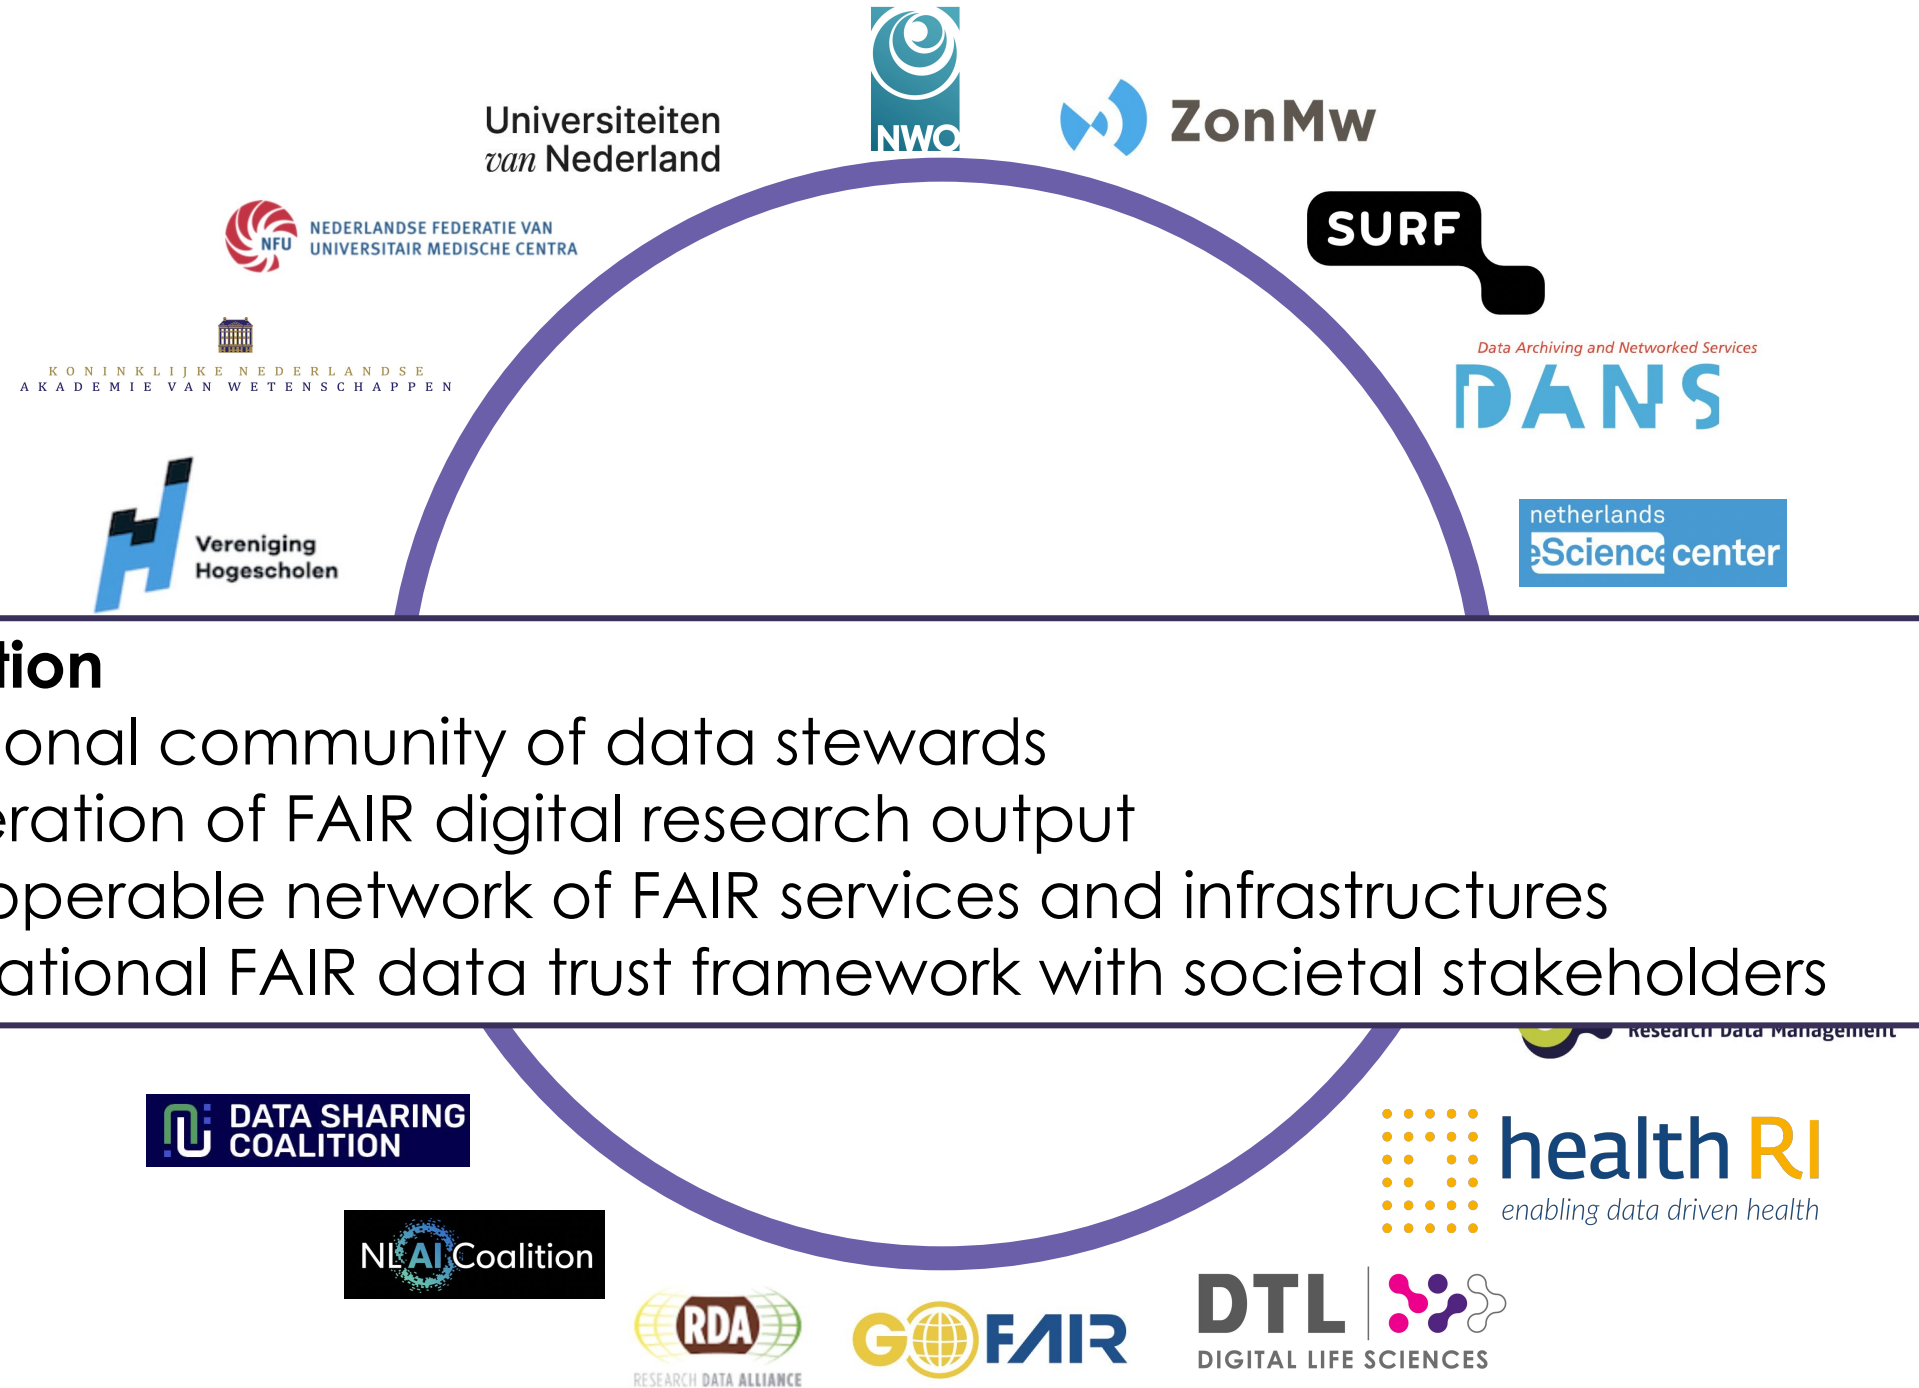 NWO
Universiteiten
van Nederland
ZonMw
NFU
NEDERLANDSE FEDERATIE VAN
UNIVERSITAIR MEDISCHE CENTRA
SURF
KONINKLIJKE NEDERLANDSE
AKADEMIE VAN WETENSCHAPPEN
Data Archiving and Networked Services
DANS
Vereniging
Hogescholen
netherlands
eScience center
tion
onal community of data stewards
eration of FAIR digital research output
operable network of FAIR services and infrastructures
ational FAIR data trust framework with societal stakeholders
Research Data Management
DATA SHARING
COALITION
health RI
enabling data driven health
NL AI Coalition
RDA
RESEARCH DATA ALLIANCE
GO FAIR
DTL
DIGITAL LIFE SCIENCES